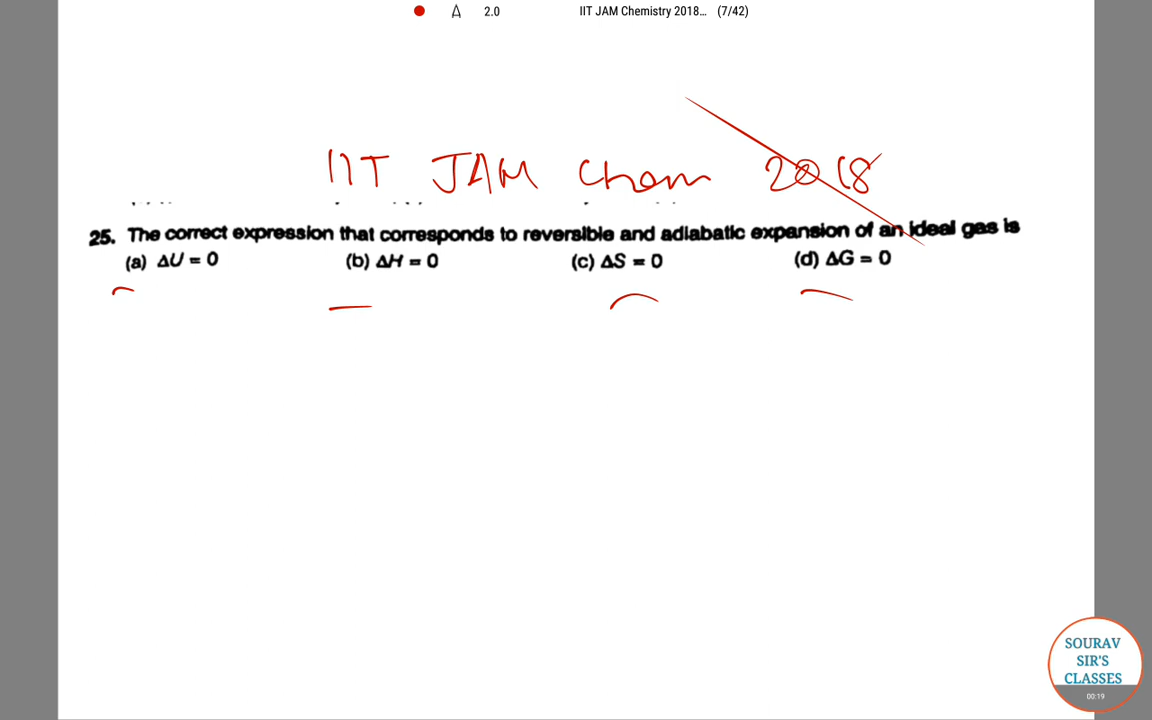 2.0 IIT JAM Chemistry 2018... (7/42)
IIT JAM Chem 2018
25. The correct expression that corresponds to reversible and adiabatic expansion of an ideal gas is
(a) ΔU = 0 (b) ΔH = 0 (c) ΔS = 0 (d) ΔG = 0
SOURAV
SIR'S
CLASSES
00:19